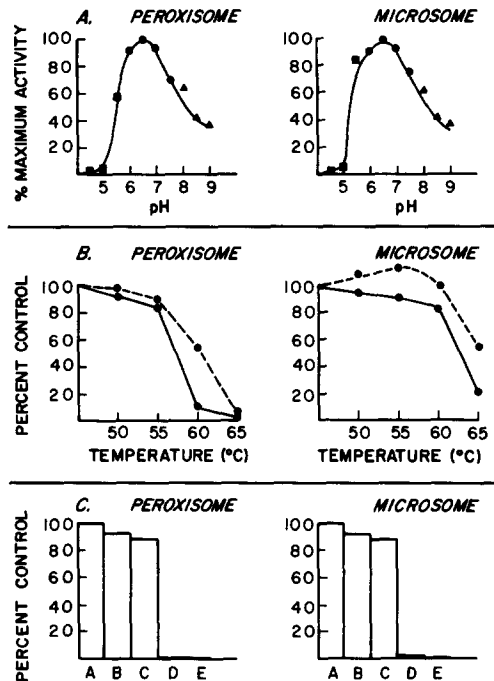 A. PEROXISOME
MICROSOME
% MAXIMUM ACTIVITY
100
80
60
40
20
5 6 7 8 9
pH
100
80
60
40
20
5 6 7 8 9
pH
B. PEROXISOME
MICROSOME
PERCENT CONTROL
100
80
60
40
20
50 55 60 65
TEMPERATURE (°C)
100
80
60
40
20
50 55 60 65
TEMPERATURE (°C)
C. PEROXISOME
MICROSOME
PERCENT CONTROL
100
80
60
40
20
A B C D E
100
80
60
40
20
A B C D E